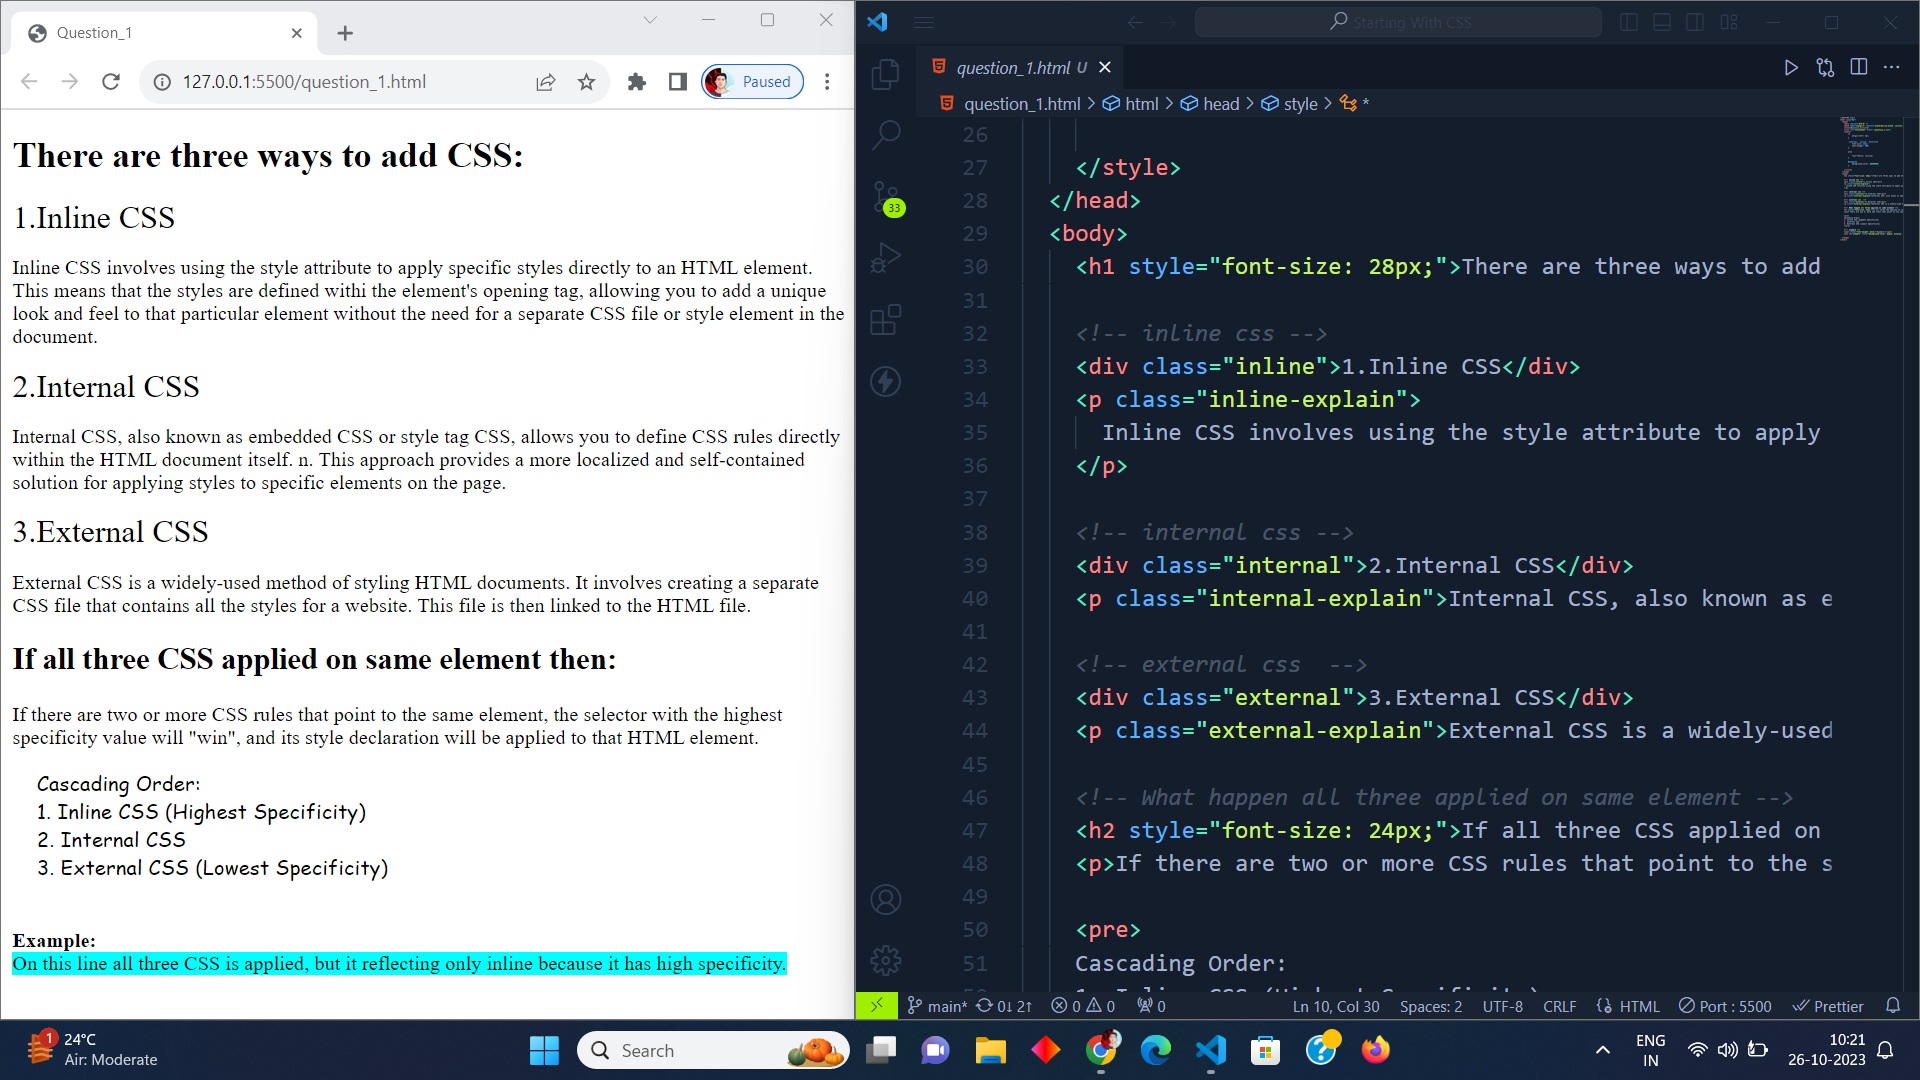 Question_1
127.0.0.1:5500/question_1.html
Paused
There are three ways to add CSS:
1.Inline CSS
Inline CSS involves using the style attribute to apply specific styles directly to an HTML element.
This means that the styles are defined withi the element's opening tag, allowing you to add a unique
look and feel to that particular element without the need for a separate CSS file or style element in the
document.
2.Internal CSS
Internal CSS, also known as embedded CSS or style tag CSS, allows you to define CSS rules directly
within the HTML document itself. n. This approach provides a more localized and self-contained
solution for applying styles to specific elements on the page.
3.External CSS
External CSS is a widely-used method of styling HTML documents. It involves creating a separate
CSS file that contains all the styles for a website. This file is then linked to the HTML file.
If all three CSS applied on same element then:
If there are two or more CSS rules that point to the same element, the selector with the highest
specificity value will "win", and its style declaration will be applied to that HTML element.
Cascading Order:
1. Inline CSS (Highest Specificity)
2. Internal CSS
3. External CSS (Lowest Specificity)
Example:
On this line all three CSS is applied, but it reflecting only inline because it has high specificity.
Starting With CSS
question_1.html U
question_1.html > html > head > style > *
33
26
27 </style>
28 </head>
29 <body>
30 <h1 style="font-size: 28px;">There are three ways to add
31
32 <!-- inline css -->
33 <div class="inline">1.Inline CSS</div>
34 <p class="inline-explain">
35 Inline CSS involves using the style attribute to apply
36 </p>
37
38 <!-- internal css -->
39 <div class="internal">2.Internal CSS</div>
40 <p class="internal-explain">Internal CSS, also known as e
41
42 <!-- external css  -->
43 <div class="external">3.External CSS</div>
44 <p class="external-explain">External CSS is a widely-used
45
46 <!-- What happen all three applied on same element -->
47 <h2 style="font-size: 24px;">If all three CSS applied on
48 <p>If there are two or more CSS rules that point to the s
49
50 <pre>
51 Cascading Order:
main* 0↓ 2↑ 0 0 0 Ln 10, Col 30 Spaces: 2 UTF-8 CRLF HTML Port : 5500 Prettier
1
24°C
Air: Moderate
Search
ENG
IN
10:21
26-10-2023